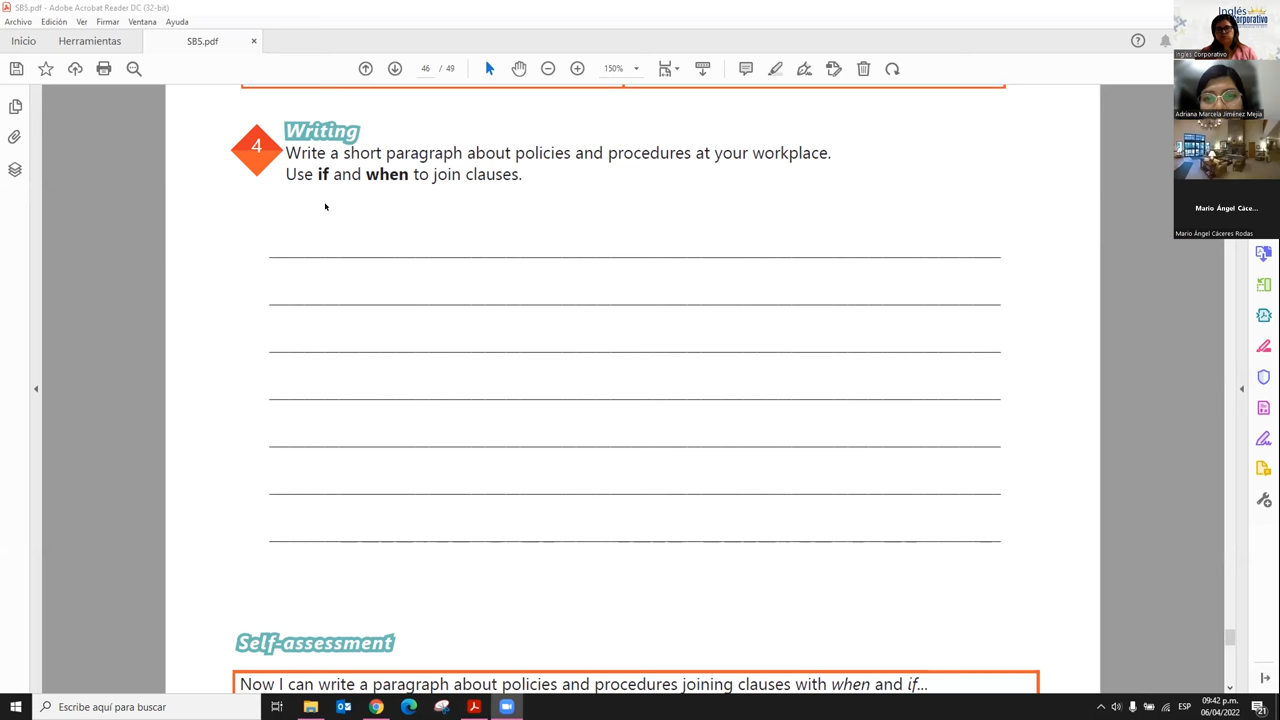 SB5.pdf - Adobe Acrobat Reader DC (32-bit)
Archivo Edición Ver Firmar Ventana Ayuda
Inicio Herramientas SB5.pdf ×
46 / 49 150%
4
Writing
Write a short paragraph about policies and procedures at your workplace.
Use if and when to join clauses.
Self-assessment
Now I can write a paragraph about policies and procedures joining clauses with when and if...
Inglés
Corporativo
Inglés Corporativo
Adriana Marcela Jiménez Mejía
Mario Ángel Cáce...
Mario Ángel Cáceres Rodas
Escribe aquí para buscar
ESP
09:42 p.m.
06/04/2022
21